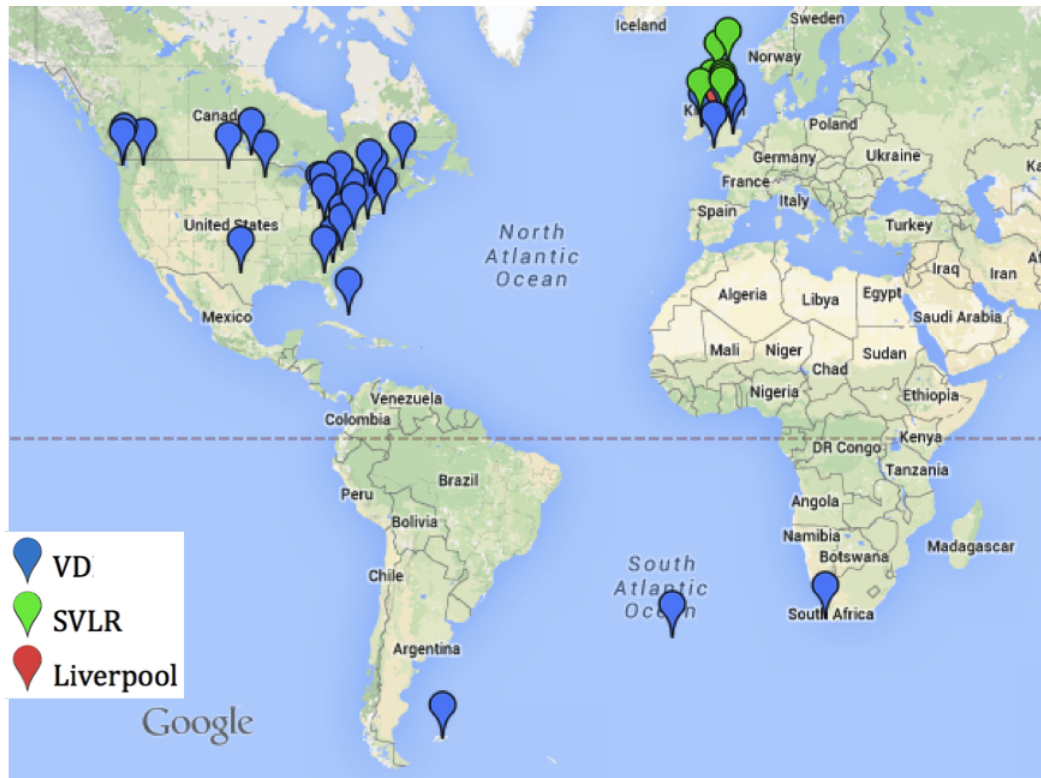 Iceland
Sweden
Norway
Canada
Poland
Germany
Ukraine
France
Italy
Spain
Turkey
United States
North
Atlantic
Ocean
Iraq
Iran
Algeria
Libya
Egypt
Saudi Arabia
Mexico
Mali
Niger
Chad
Sudan
Nigeria
Ethiopia
Venezuela
Colombia
Kenya
DR Congo
Tanzania
Brazil
Peru
Angola
Bolivia
Namibia
Botswana
Madagascar
Chile
South
Atlantic
Ocean
South Africa
Argentina
VD
SVLR
Liverpool
Google